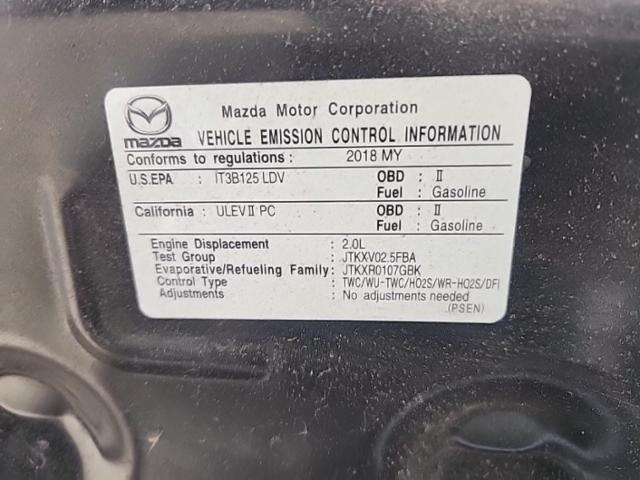 Mazda Motor Corporation
mazda VEHICLE EMISSION CONTROL INFORMATION
Conforms to regulations : 2018 MY
U.S.EPA : IT3B125 LDV OBD : II
Fuel : Gasoline
California : ULEV II PC OBD : II
Fuel : Gasoline
Engine Displacement : 2.0L
Test Group : JTKXV02.5FBA
Evaporative/Refueling Family: JTKXR0107GBK
Control Type : TWC/WU-TWC/HO2S/WR-HO2S/DFI
Adjustments : No adjustments needed
(PSEN)